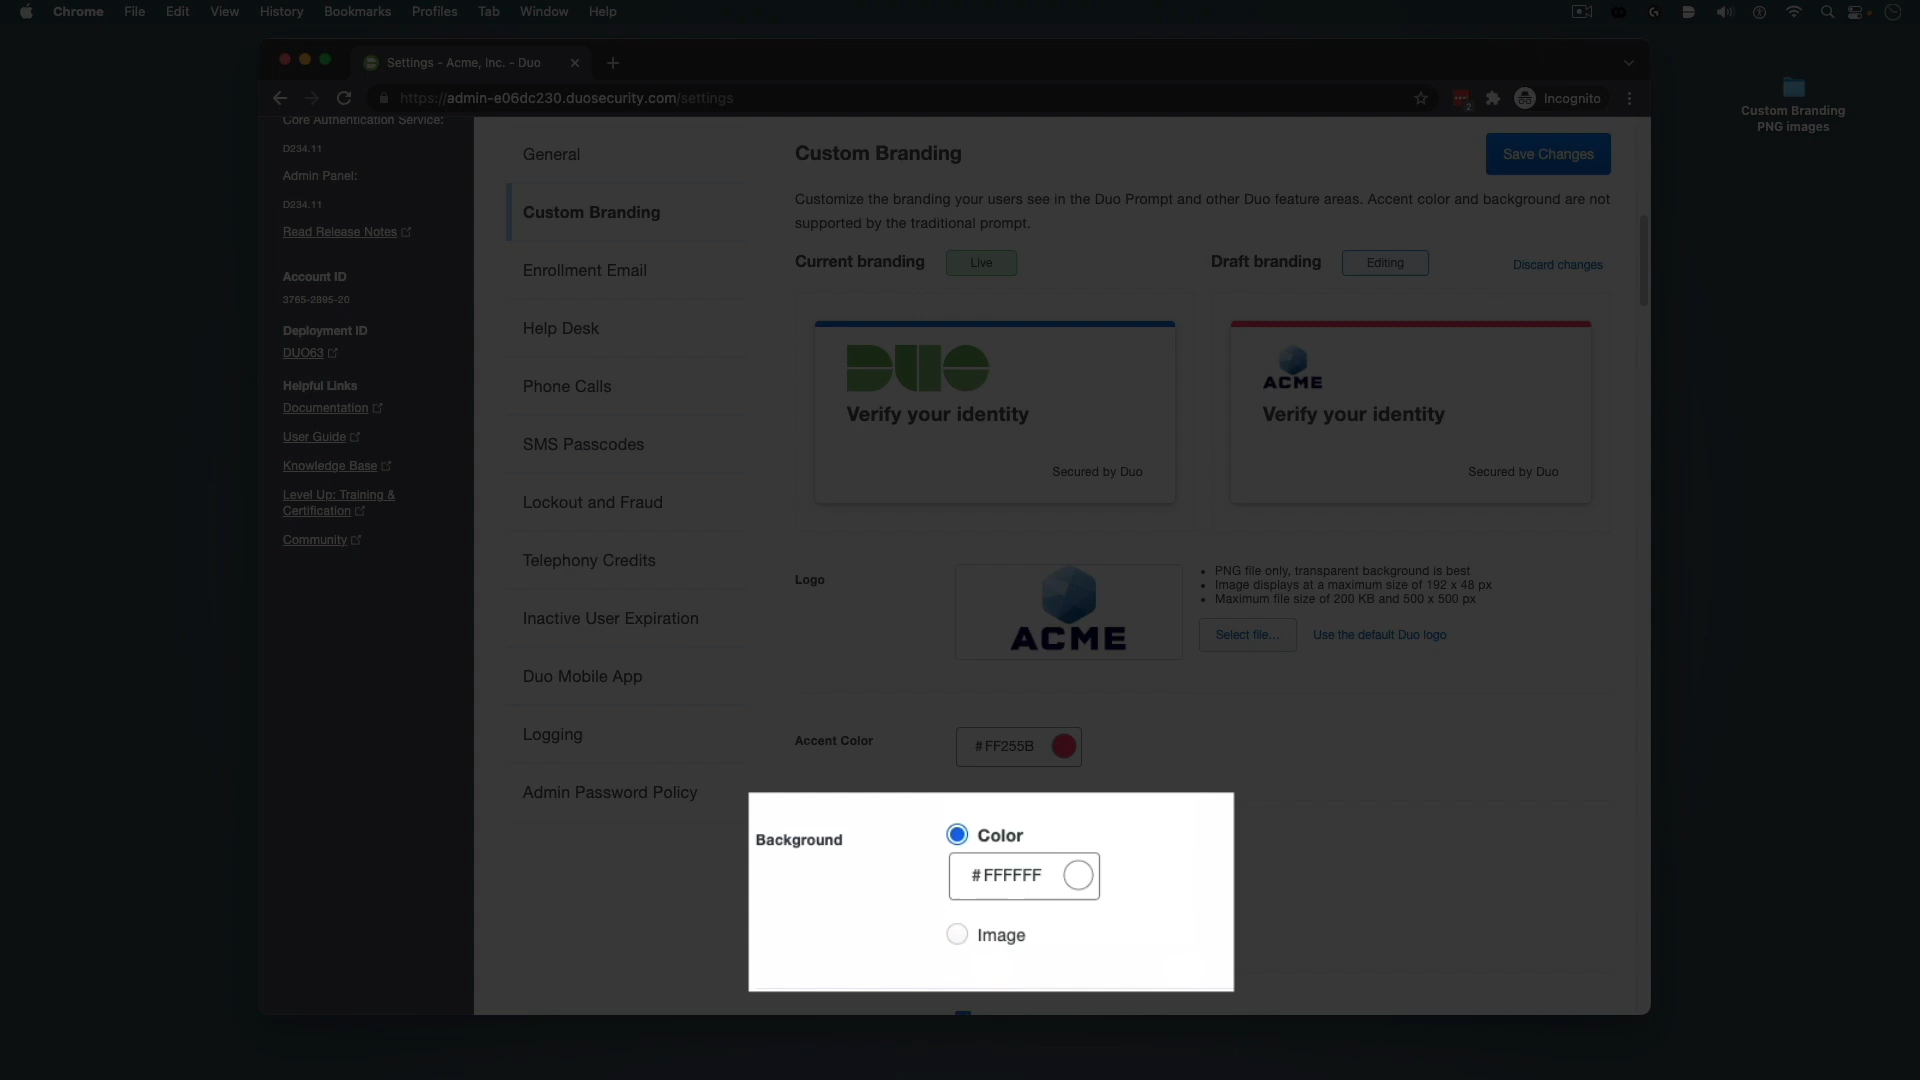 Chrome File Edit View History Bookmarks Profiles Tab Window Help
Settings - Acme, Inc. - Duo
https://admin-e06dc230.duosecurity.com/settings
2
Incognito
Custom Branding
PNG images
Core Authentication Service:
D234.11
Admin Panel:
D234.11
Read Release Notes
Account ID
3765-2895-20
Deployment ID
DUO63
Helpful Links
Documentation
User Guide
Knowledge Base
Level Up: Training &
Certification
Community
General
Custom Branding
Enrollment Email
Help Desk
Phone Calls
SMS Passcodes
Lockout and Fraud
Telephony Credits
Inactive User Expiration
Duo Mobile App
Logging
Admin Password Policy
Custom Branding
Save Changes
Customize the branding your users see in the Duo Prompt and other Duo feature areas. Accent color and background are not
supported by the traditional prompt.
Current branding Live
Draft branding Editing Discard changes
DUO
Verify your identity
Secured by Duo
ACME
Verify your identity
Secured by Duo
Logo
ACME
• PNG file only, transparent background is best
• Image displays at a maximum size of 192 x 48 px
• Maximum file size of 200 KB and 500 x 500 px
Select file... Use the default Duo logo
Accent Color
#FF255B
Background
Color
#FFFFFF
Image